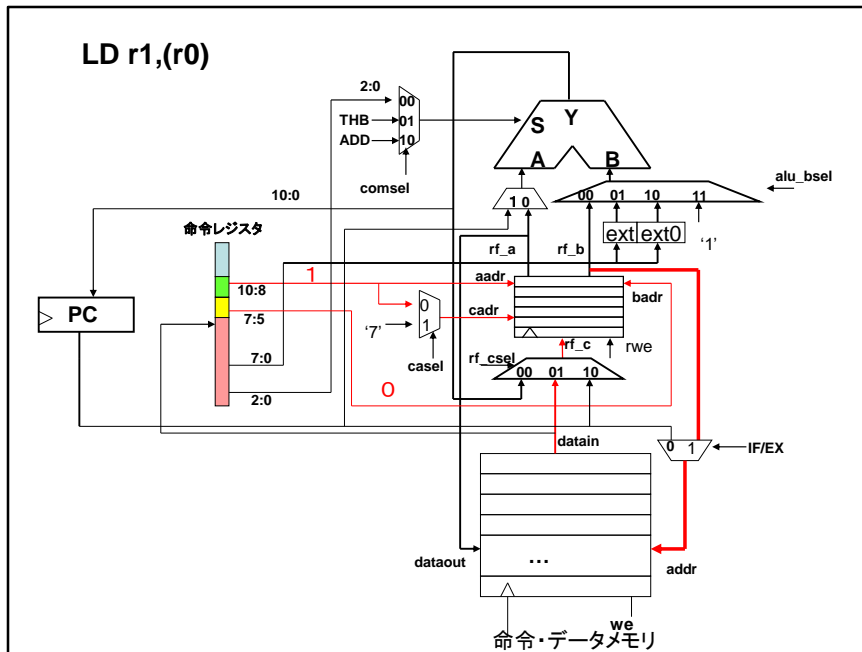 LD r1,(r0)
2:0
00
THB
01
ADD
10
S
Y
A
B
comsel
alu_bsel
10:0
1 0
00 01 10 11
命令レジスタ
ext ext0
'1'
rf_a
rf_b
1
aadr
badr
10:8
PC
7:5
0
cadr
'7'
1
rf_c
rwe
casel
rf_csel
7:0
00 01 10
0
2:0
datain
0 1
IF/EX
...
dataout
addr
we
命令・データメモリ